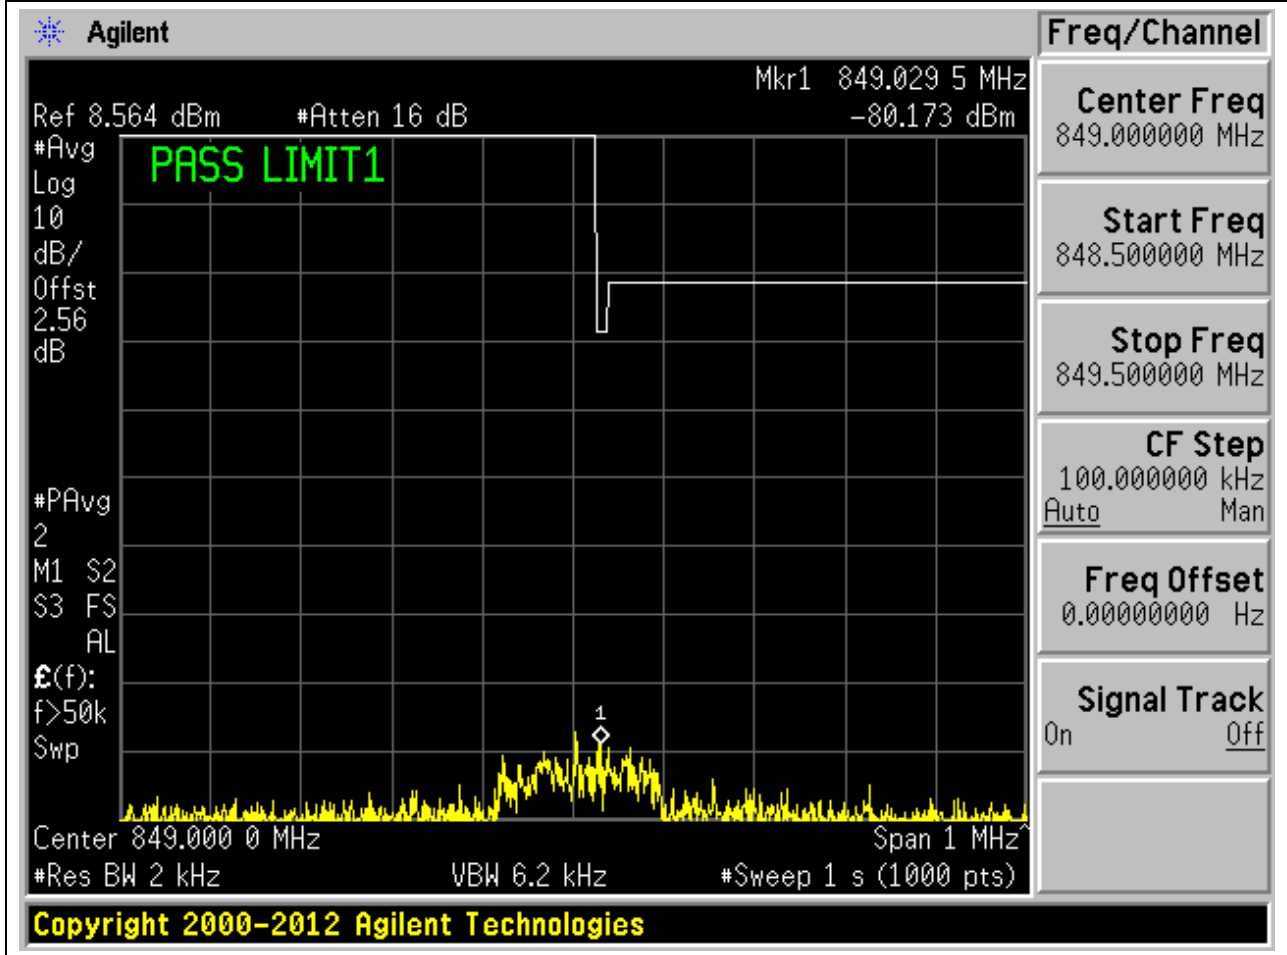 Agilent
Freq/Channel
Mkr1 849.029 5 MHz
Ref 8.564 dBm #Atten 16 dB -80.173 dBm
#Avg
Log
10
dB/
Offst
2.56
dB
PASS LIMIT1
#PAvg
2
M1 S2
S3 FS
AL
£(f):
f>50k
Swp
1
Center 849.000 0 MHz Span 1 MHz^
#Res BW 2 kHz VBW 6.2 kHz #Sweep 1 s (1000 pts)
Center Freq
849.000000 MHz
Start Freq
848.500000 MHz
Stop Freq
849.500000 MHz
CF Step
100.000000 kHz
Auto Man
Freq Offset
0.00000000 Hz
Signal Track
On Off
Copyright 2000-2012 Agilent Technologies